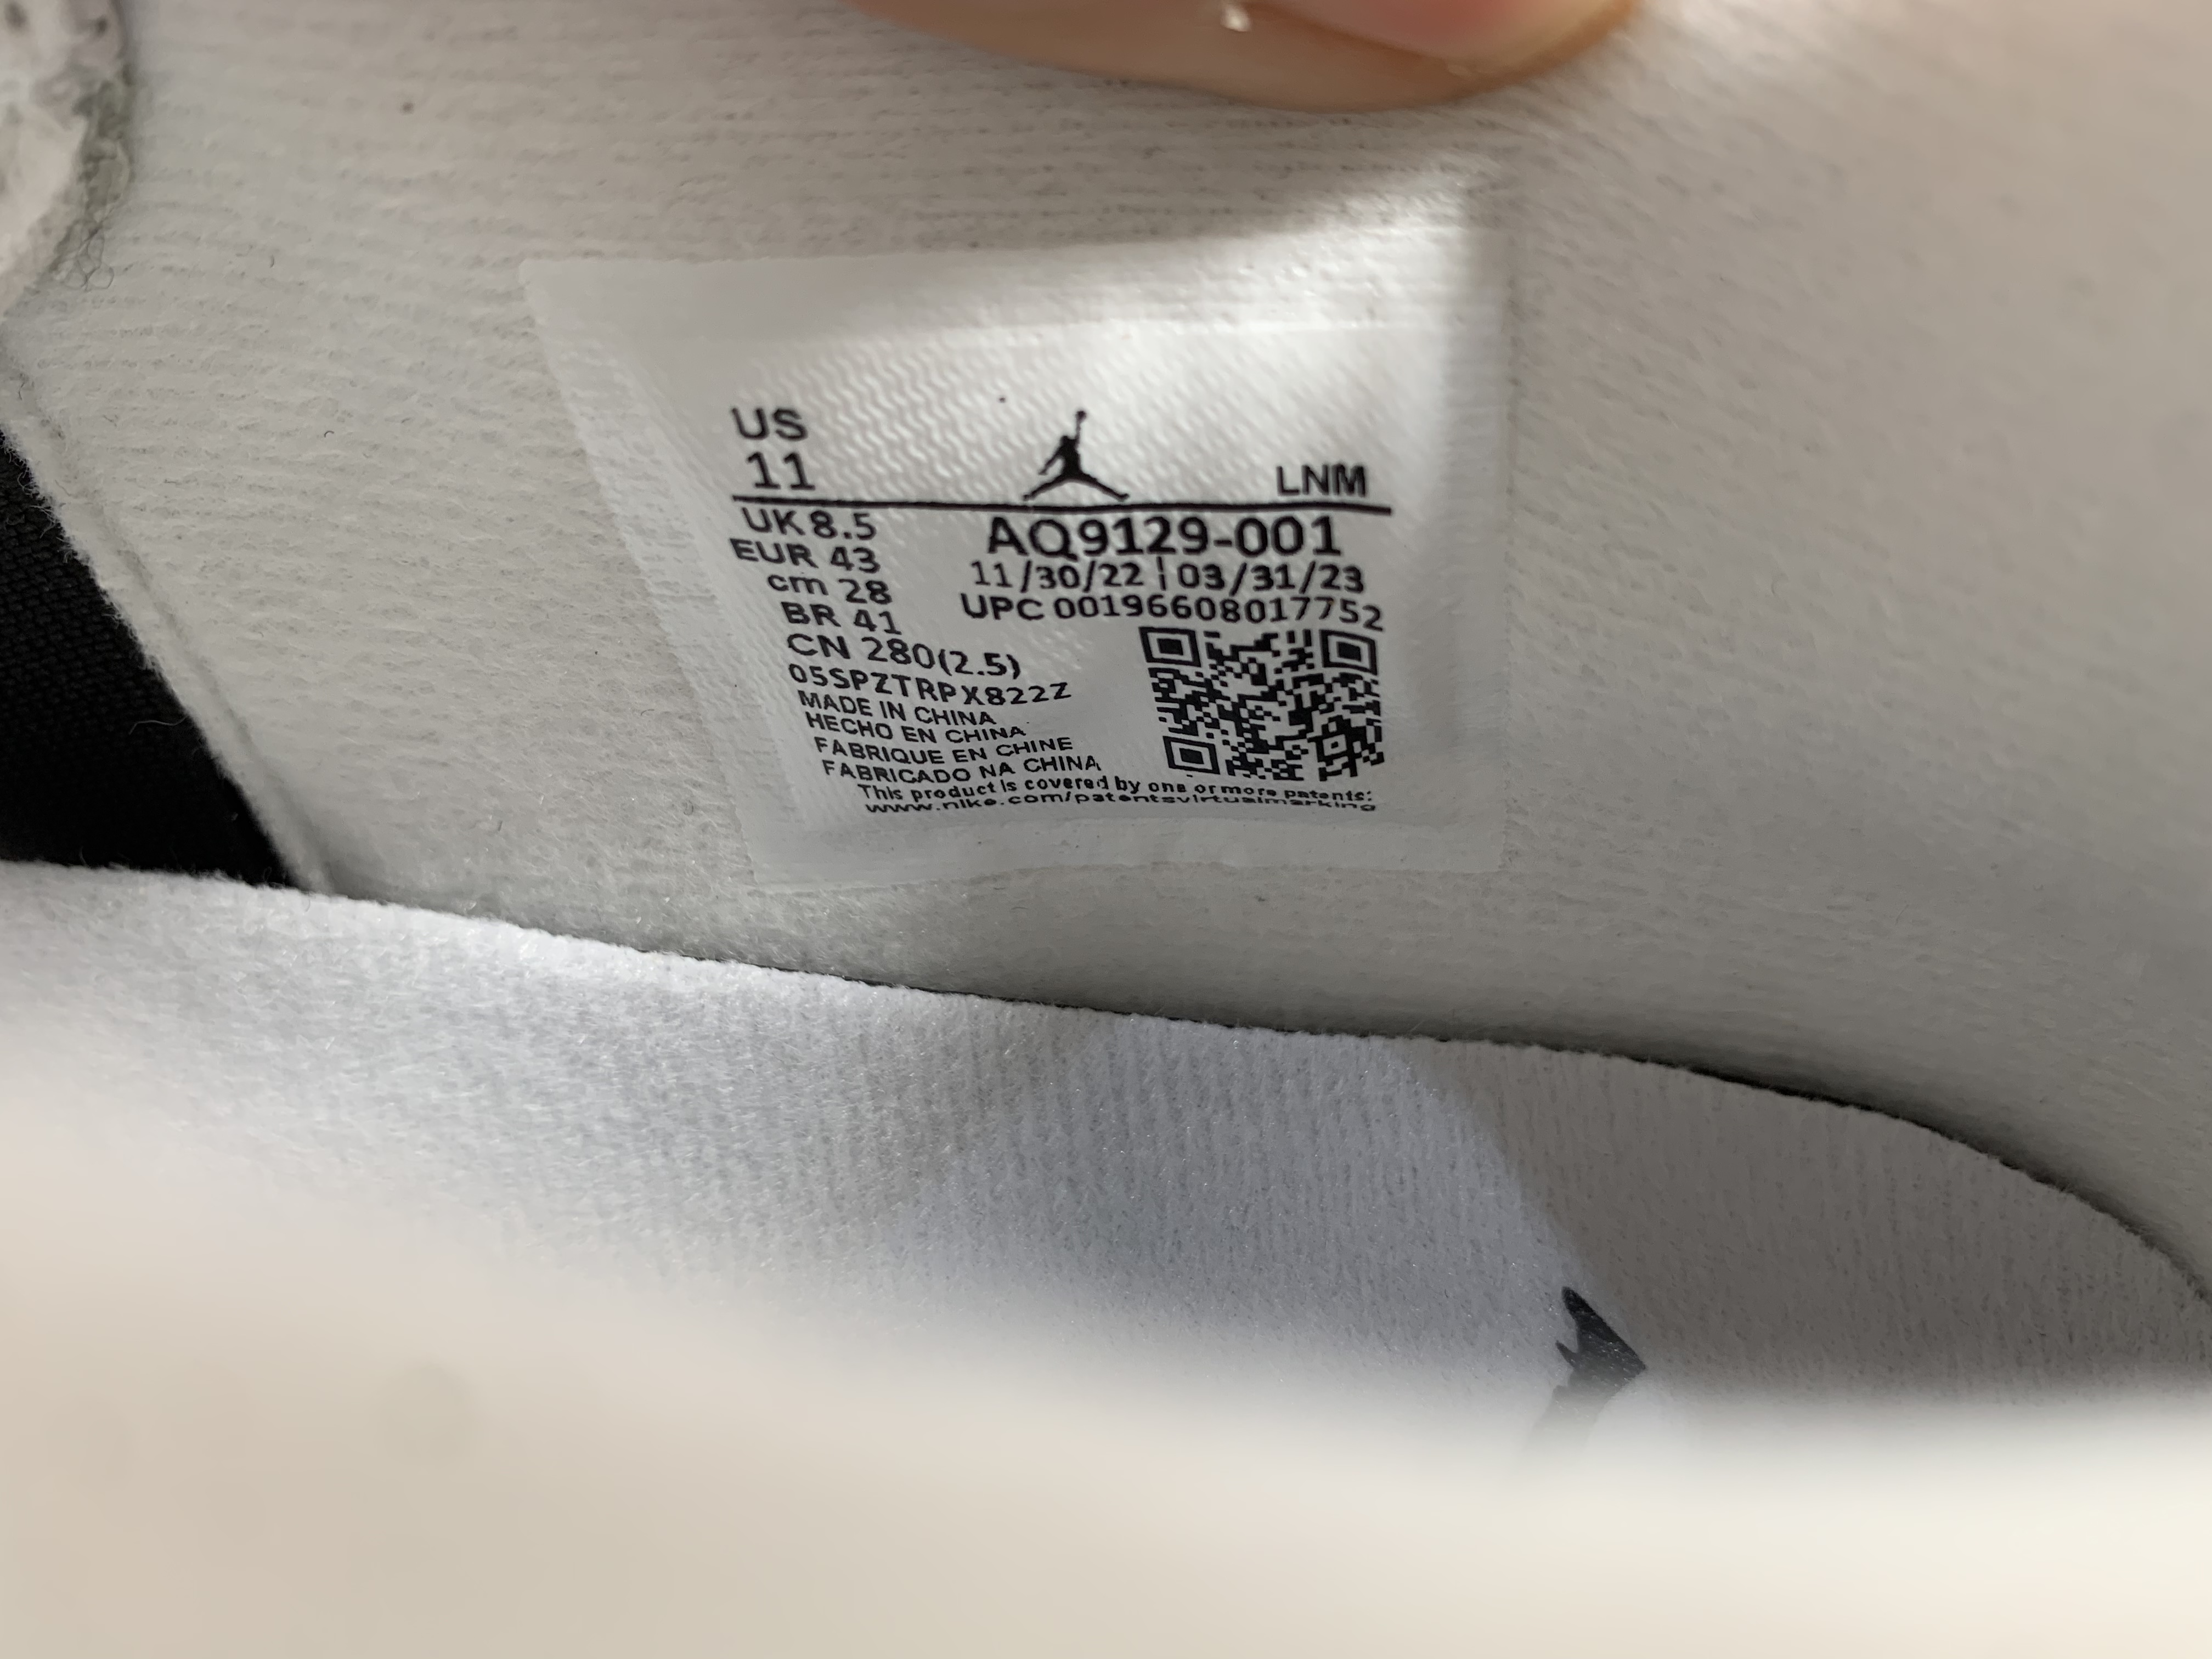 US
11
LNM
UK 8.5
AQ9129-001
EUR 43
11/30/22 | 03/31/23
cm 28
UPC 00196608017752
BR 41
CN 280(2.5)
05SPZTRPX822Z
MADE IN CHINA
HECHO EN CHINA
FABRIQUE EN CHINE
FABRICADO NA CHINA
This product is covered by one or more patents:
www.nike.com/patentsvirtualmarking